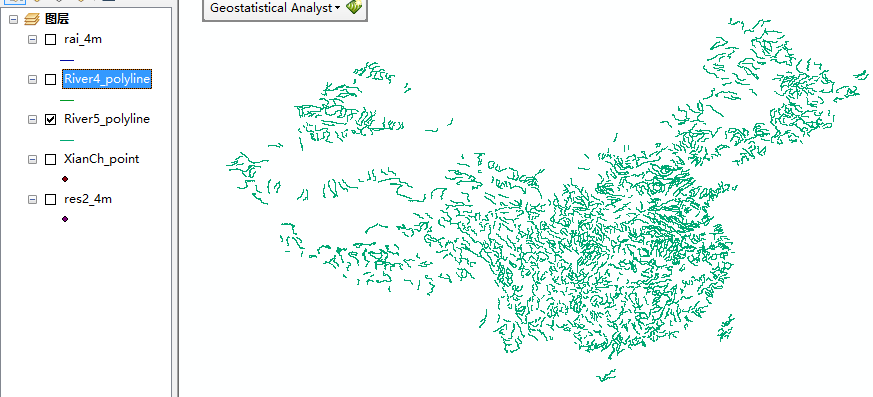 Geostatistical Analyst
图层
rai_4m
River4_polyline
River5_polyline
XianCh_point
res2_4m